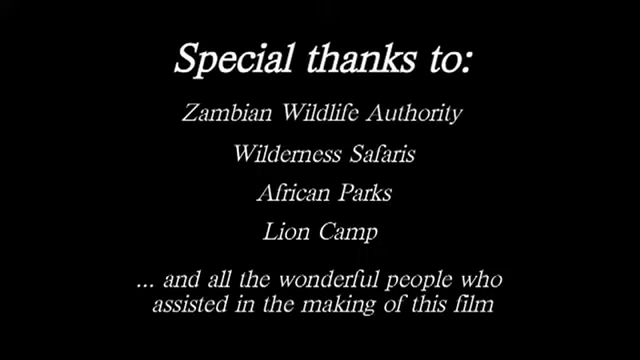 Special thanks to:
Zambian Wildlife Authority
Wilderness Safaris
African Parks
Lion Camp
... and all the wonderful people who
assisted in the making of this film